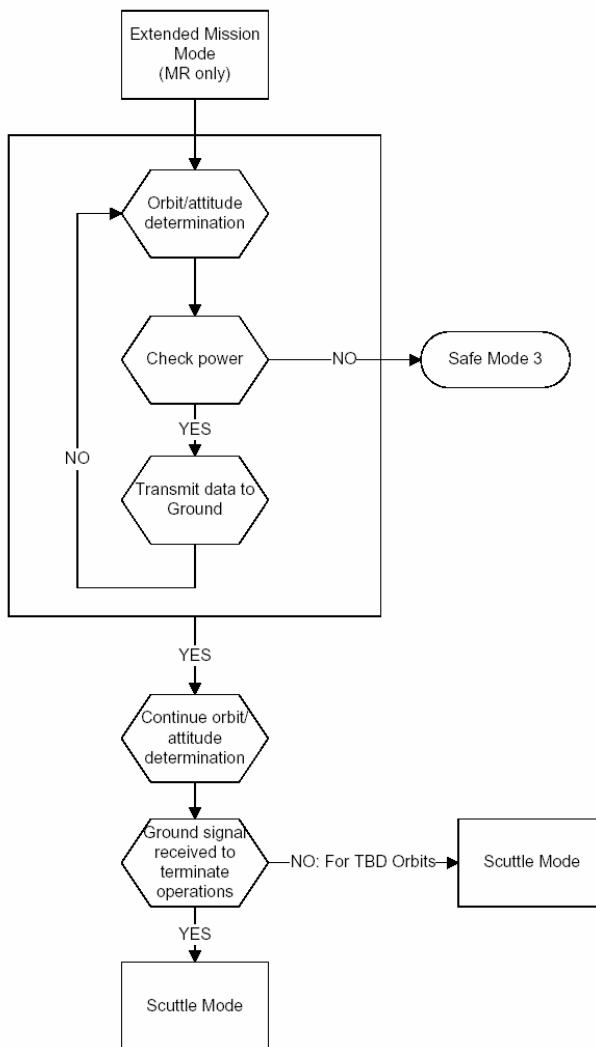 Extended Mission
Mode
(MR only)
Orbit/attitude
determination
Check power
NO
Safe Mode 3
YES
NO
Transmit data to
Ground
YES
Continue orbit/
attitude
determination
Ground signal
received to
terminate
operations
NO: For TBD Orbits
Scuttle Mode
YES
Scuttle Mode